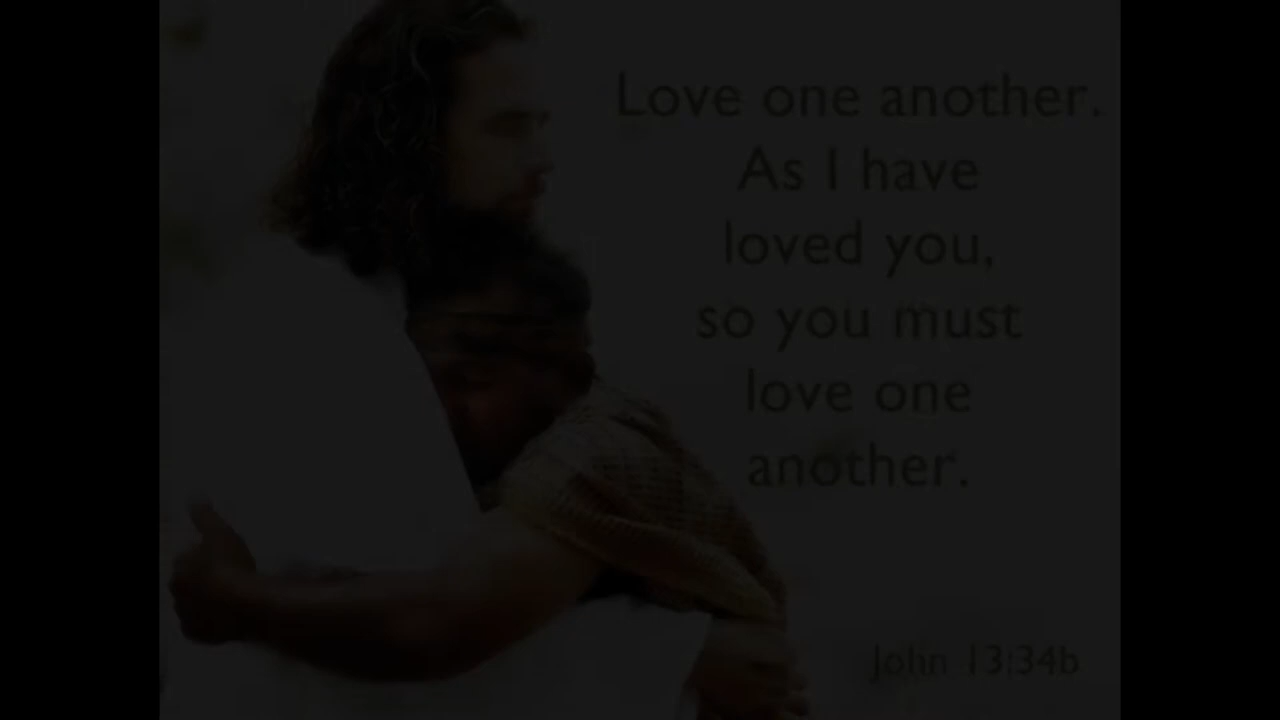 Love one another.
As I have
loved you,
so you must
love one
another.
John 13:34b